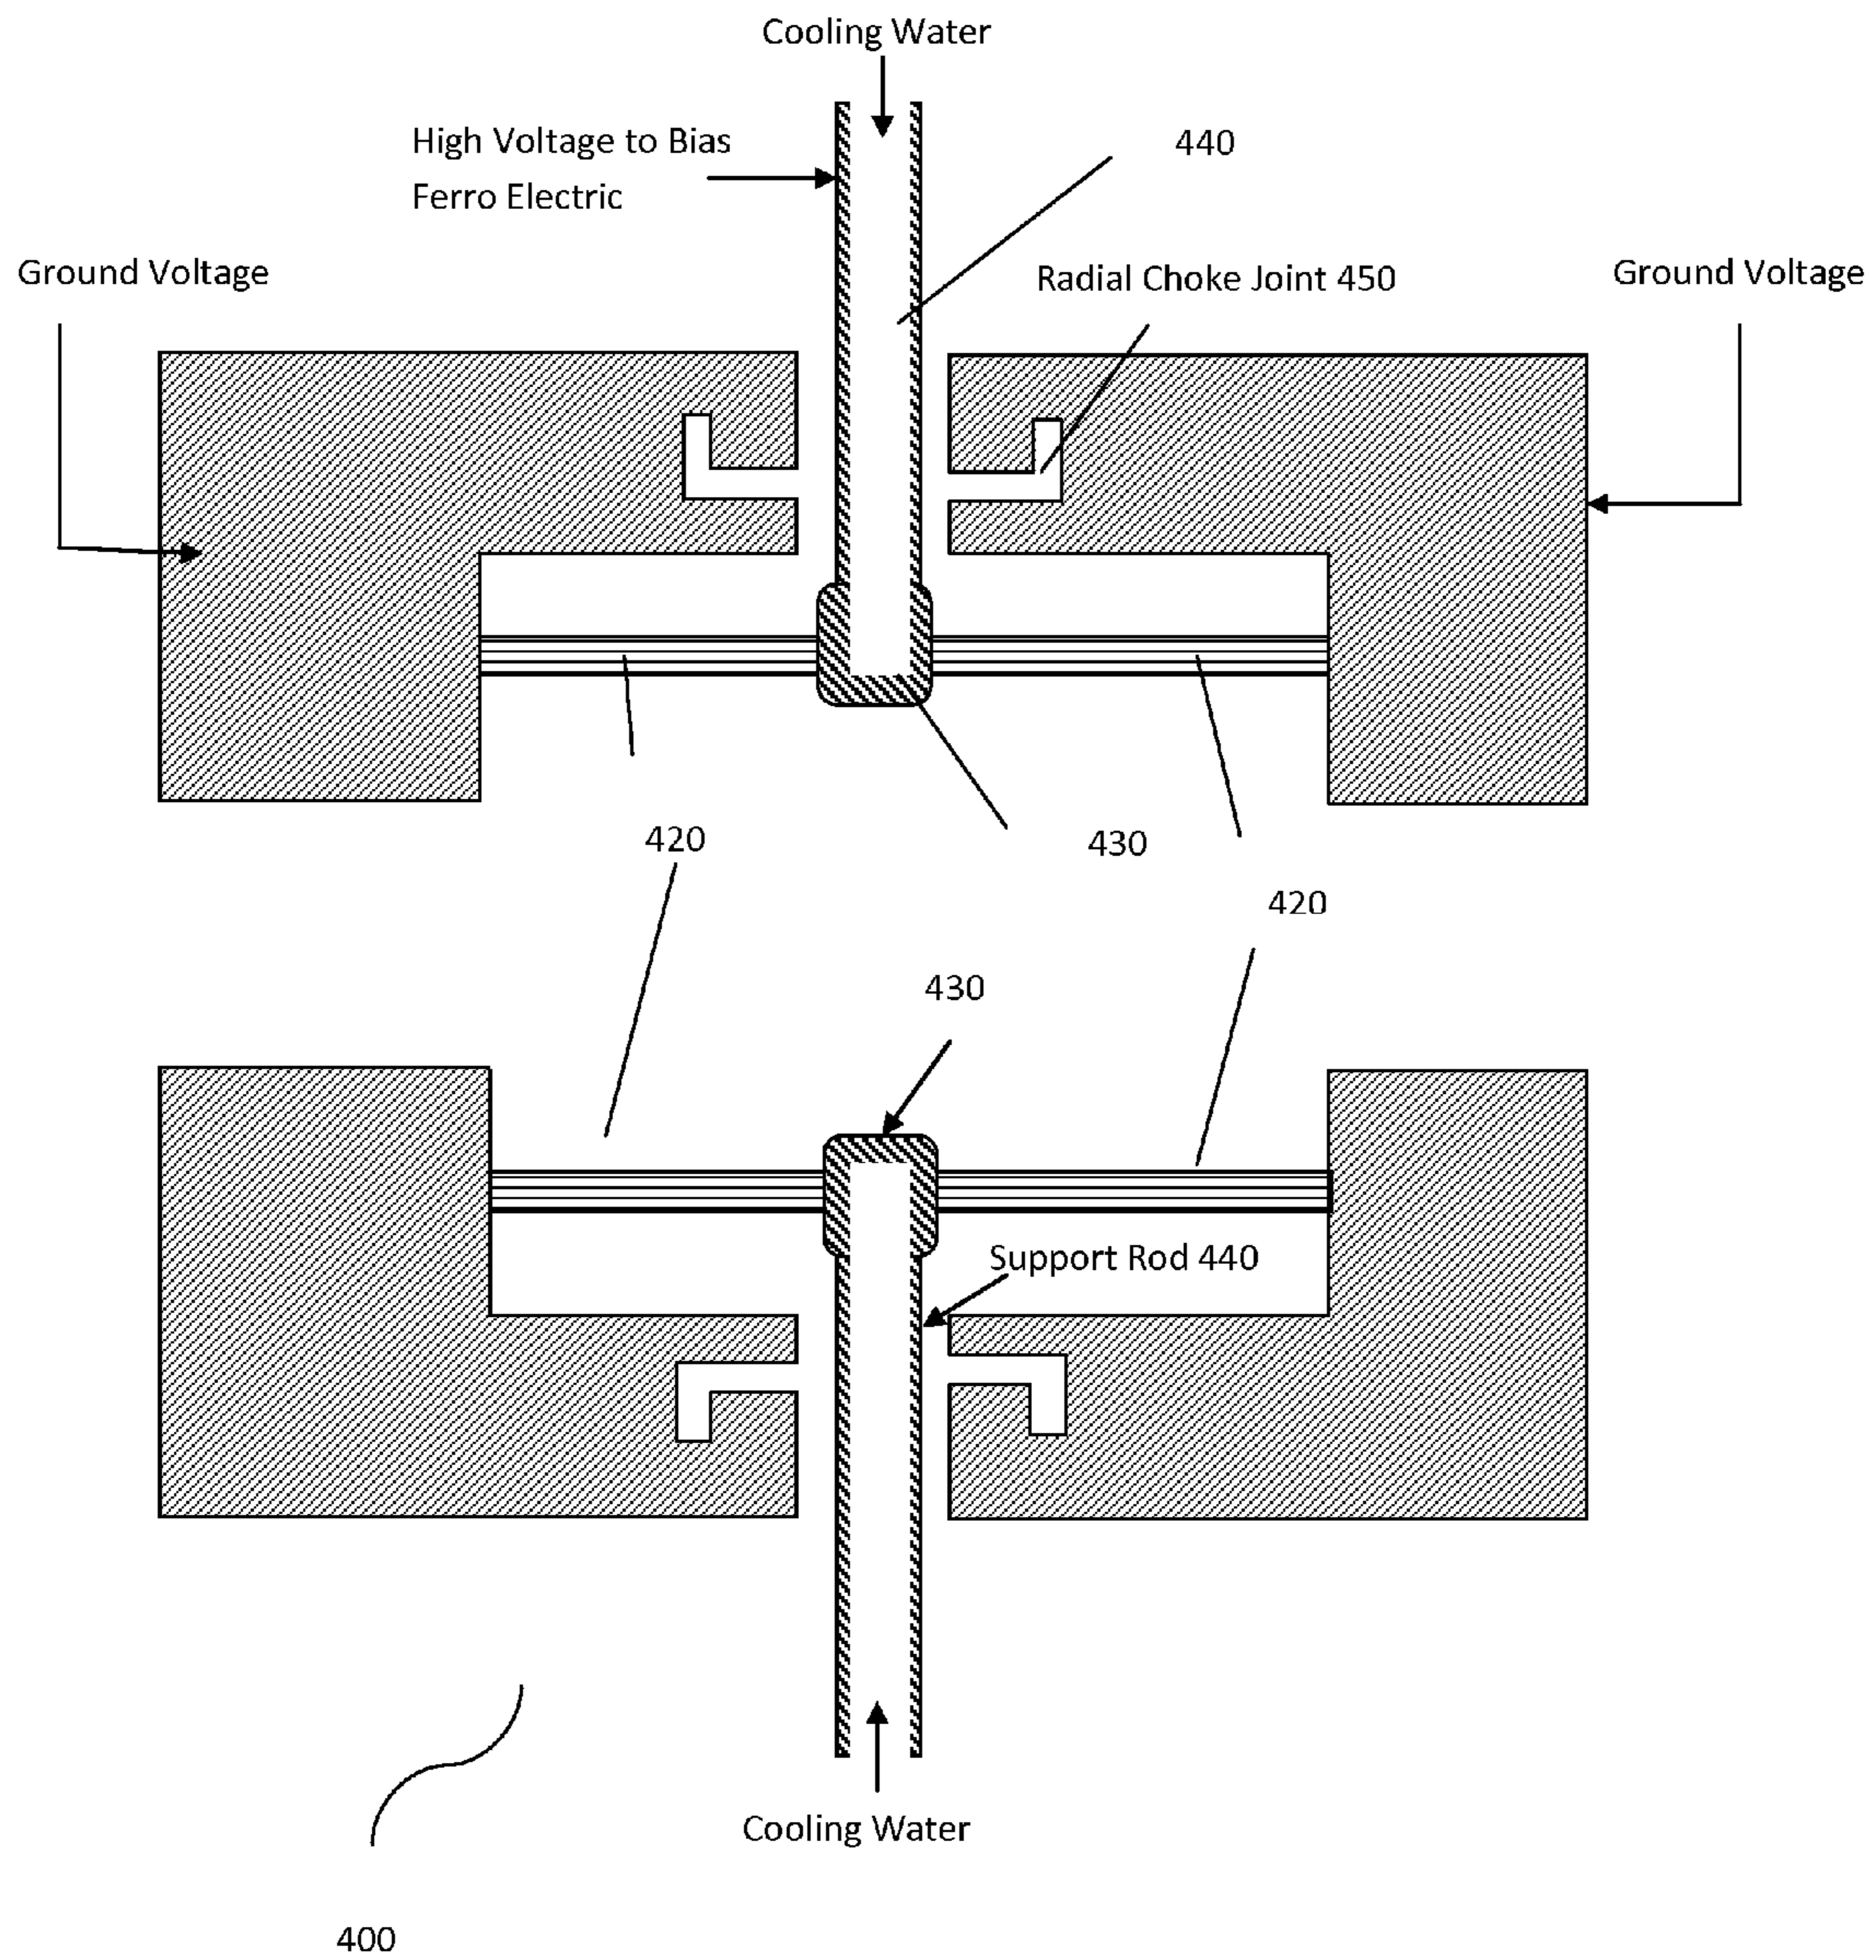 Cooling Water
High Voltage to Bias
Ferro Electric
440
Ground Voltage
Radial Choke Joint 450
Ground Voltage
420
430
420
430
Support Rod 440
Cooling Water
400